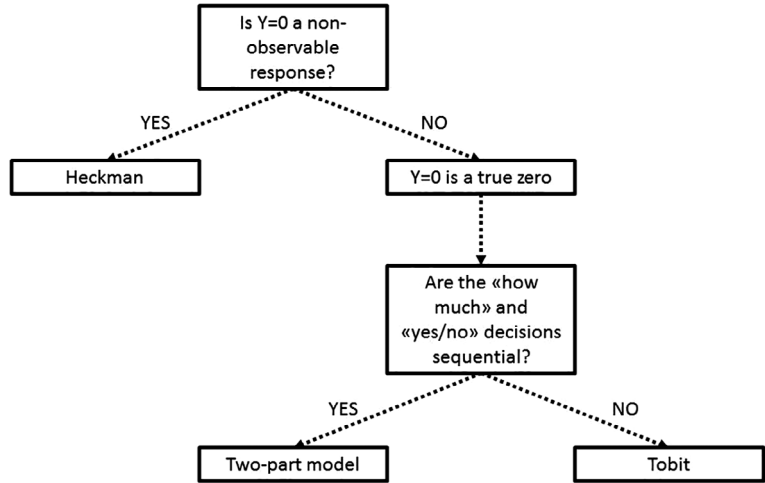 Is Y=0 a non-
observable
response?
YES
NO
Heckman
Y=0 is a true zero
Are the «how
much» and
«yes/no» decisions
sequential?
YES
NO
Two-part model
Tobit